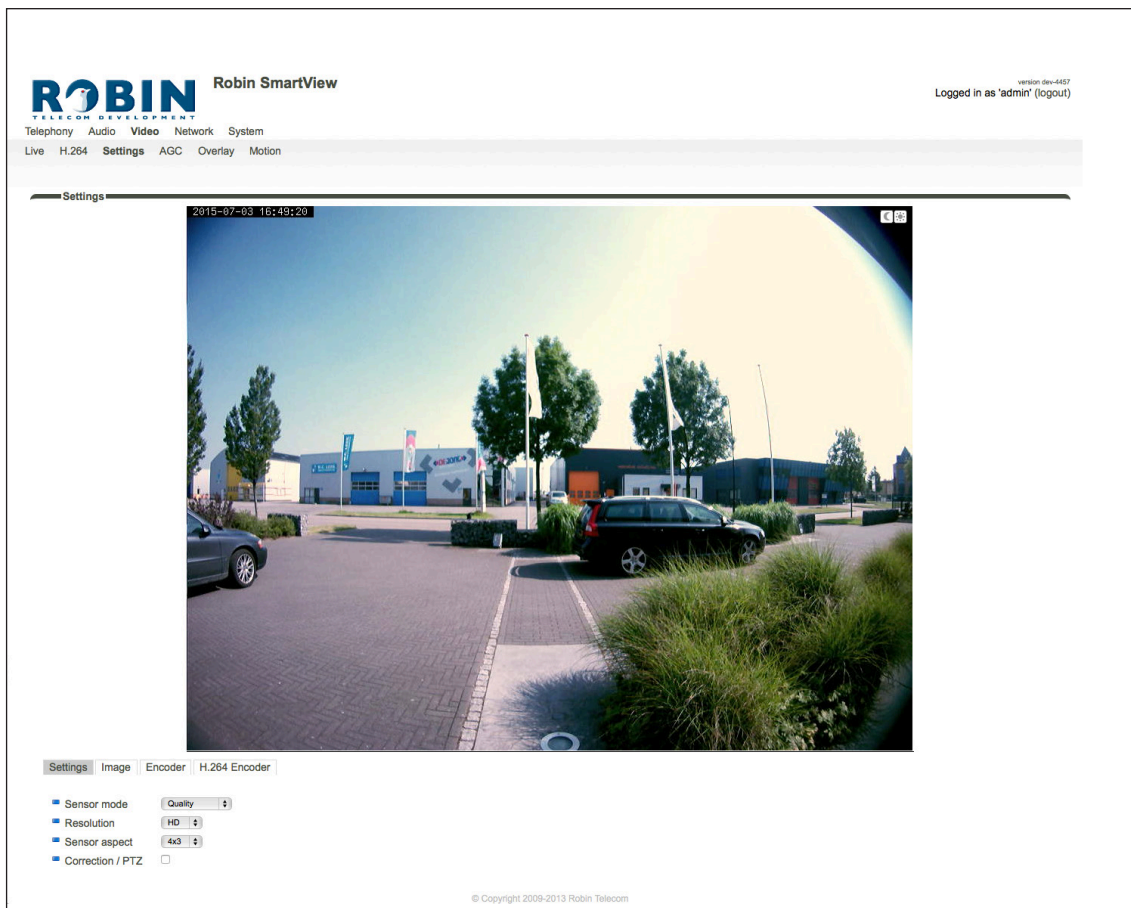 ROBIN
TELECOM DEVELOPMENT
Robin SmartView
version dev-4457
Logged in as 'admin' (logout)
Telephony Audio Video Network System
Live H.264 Settings AGC Overlay Motion
Settings
2015-07-03 16:49:20
Settings Image Encoder H.264 Encoder
Sensor mode Quality
Resolution HD
Sensor aspect 4x3
Correction / PTZ
© Copyright 2009-2013 Robin Telecom